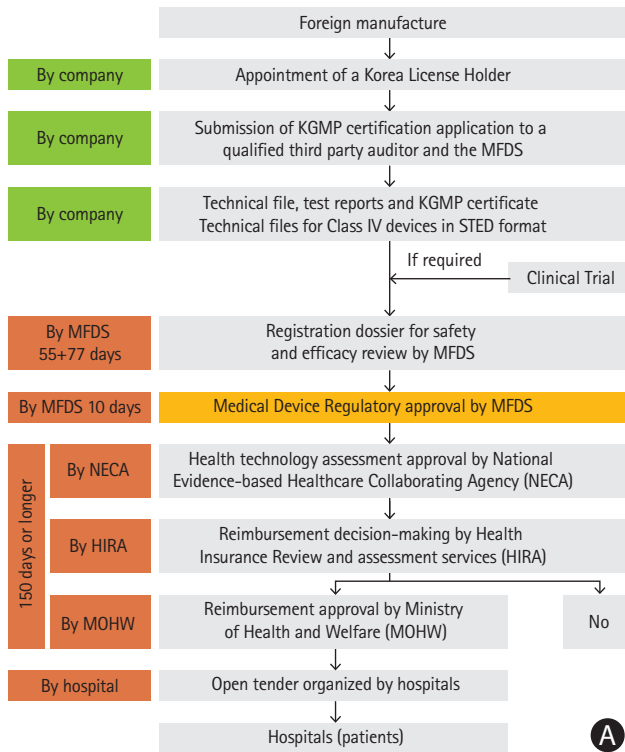 Foreign manufacture
By company
Appointment of a Korea License Holder
By company
Submission of KGMP certification application to a
qualified third party auditor and the MFDS
By company
Technical file, test reports and KGMP certificate
Technical files for Class IV devices in STED format
If required
Clinical Trial
By MFDS
55+77 days
Registration dossier for safety
and efficacy review by MFDS
By MFDS 10 days
Medical Device Regulatory approval by MFDS
150 days or longer
By NECA
Health technology assessment approval by National
Evidence-based Healthcare Collaborating Agency (NECA)
By HIRA
Reimbursement decision-making by Health
Insurance Review and assessment services (HIRA)
By MOHW
Reimbursement approval by Ministry
of Health and Welfare (MOHW)
No
By hospital
Open tender organized by hospitals
Hospitals (patients)
A